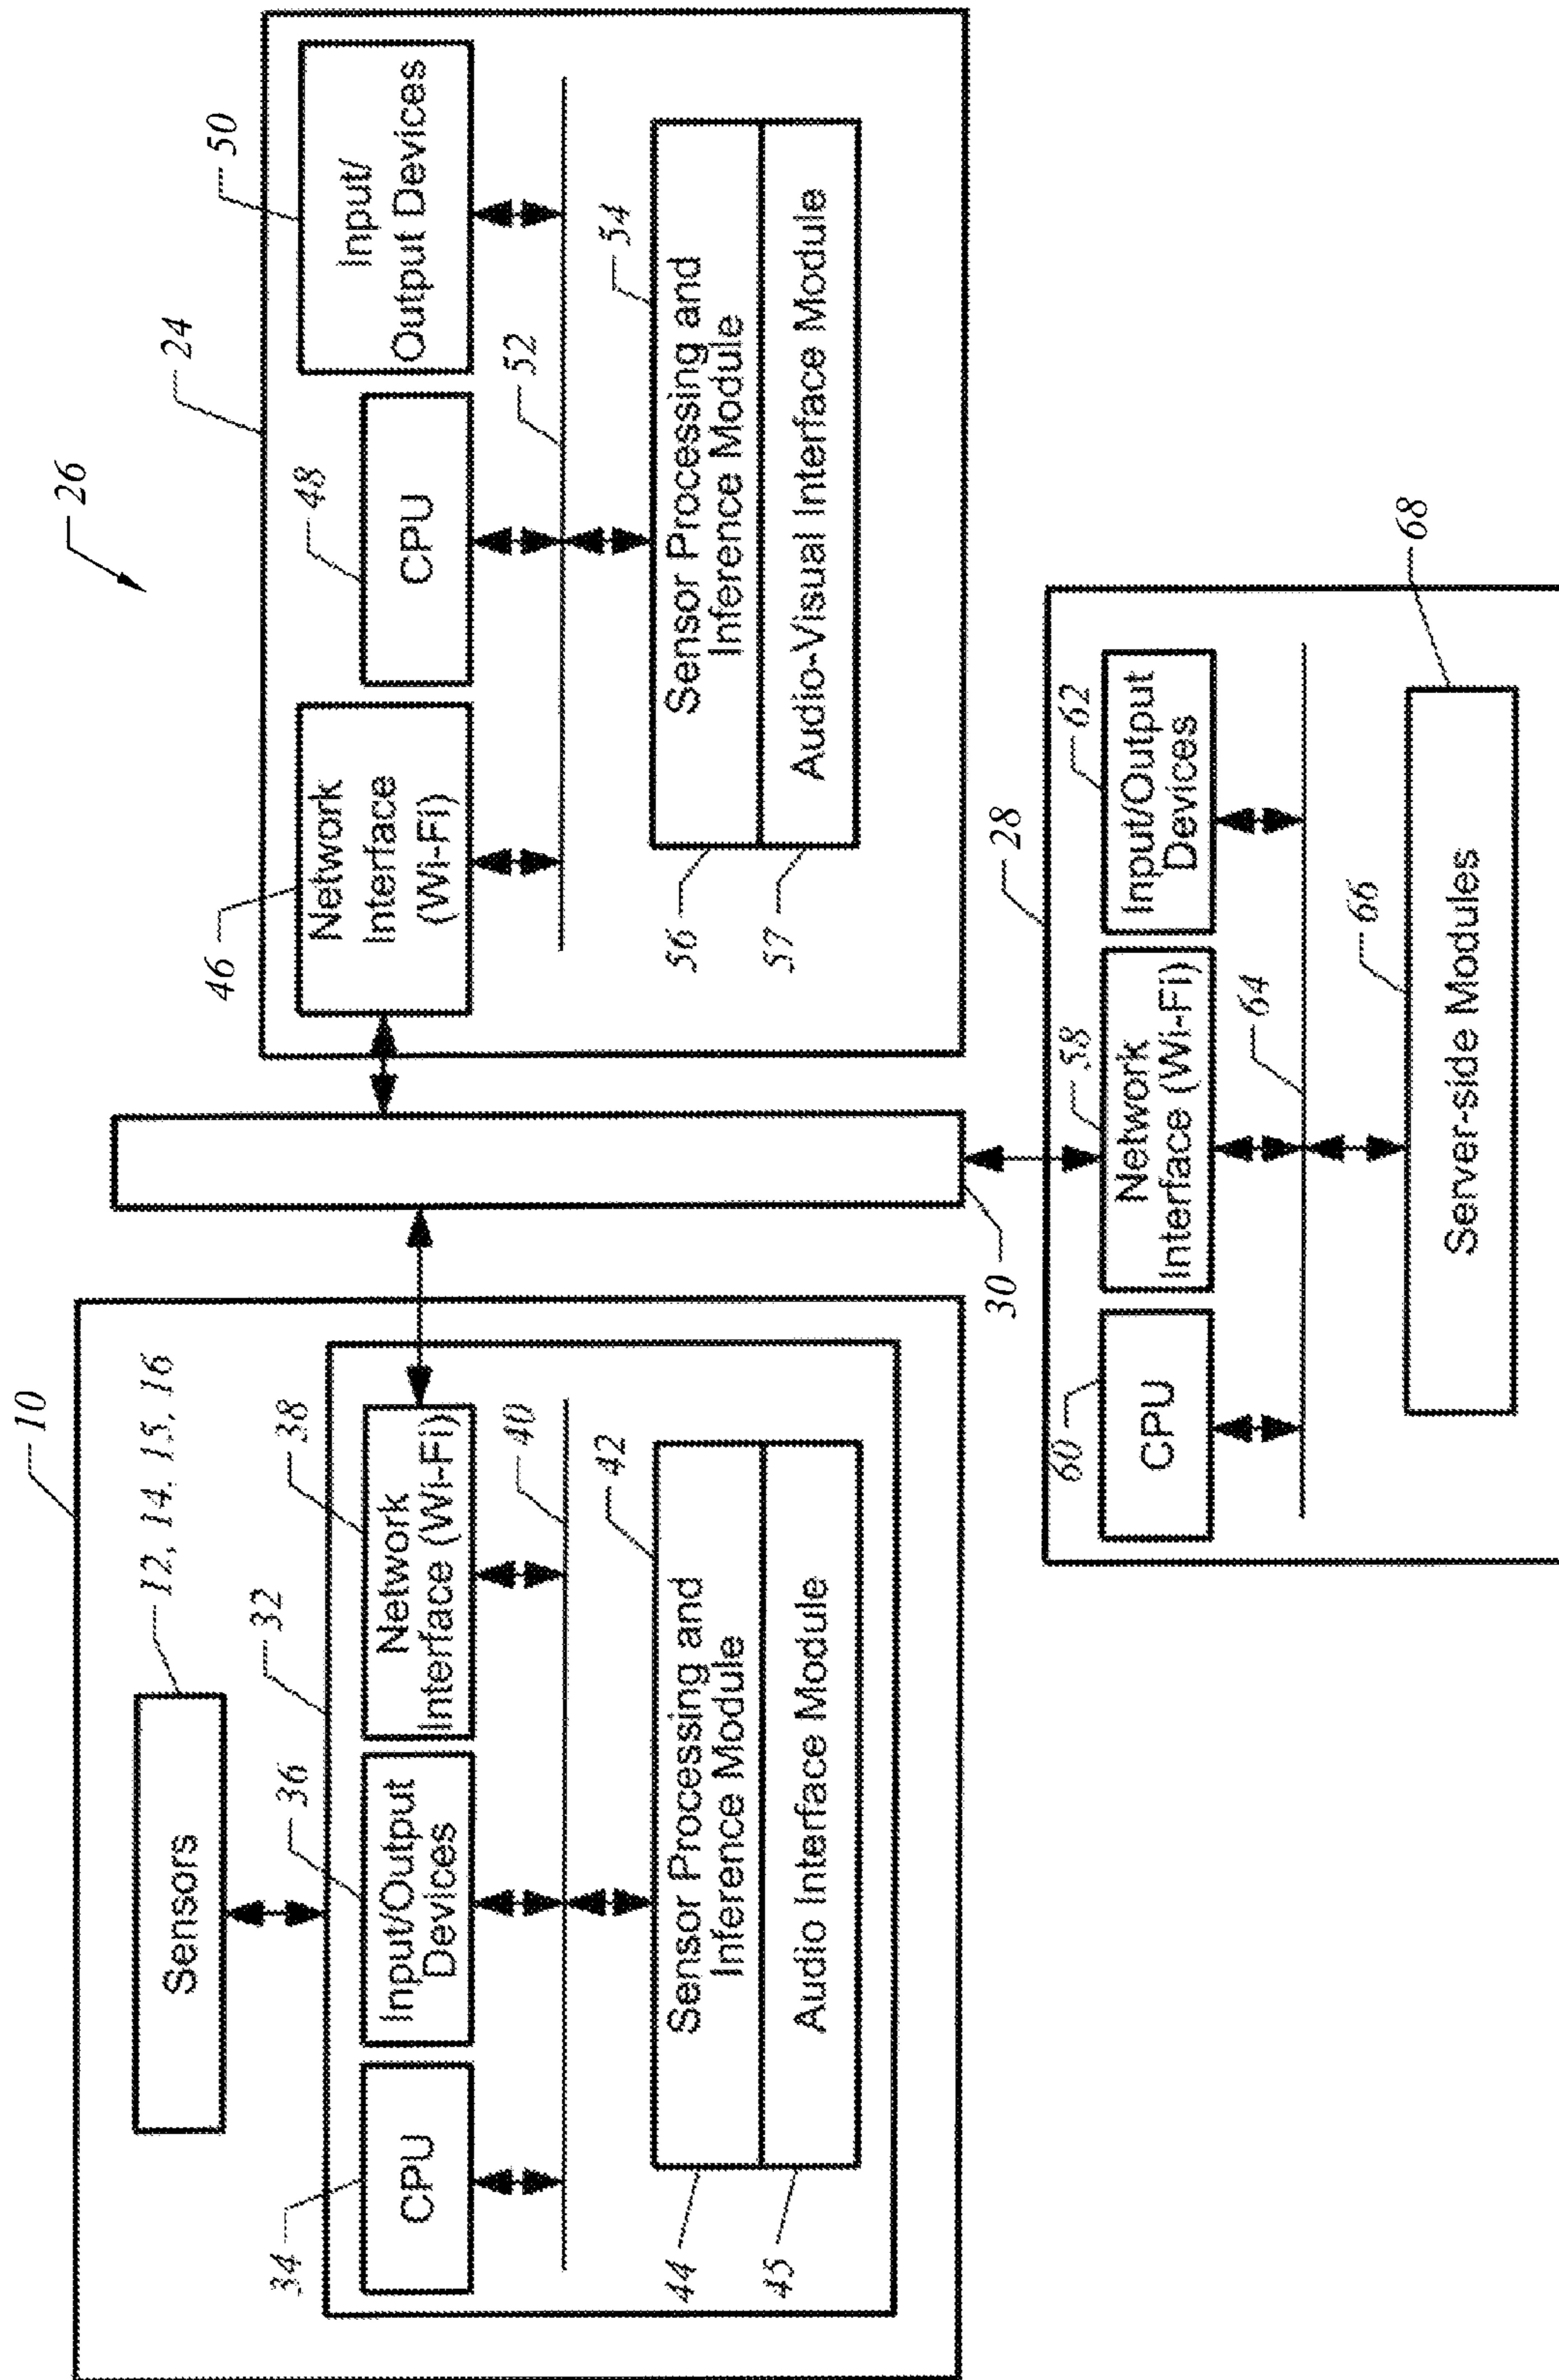 26
10
Sensors
12, 14, 15, 16
32
34
CPU
36
Input/Output
Devices
38
Network
Interface (Wi-Fi)
40
42
Sensor Processing and
Inference Module
Audio Interface Module
44
45
30
24
46
Network
Interface
(Wi-Fi)
48
CPU
50
Input/
Output Devices
52
54
Sensor Processing and
Inference Module
Audio-Visual Interface Module
56
57
28
60
CPU
58
Network
Interface (Wi-Fi)
62
Input/Output
Devices
64
66
Server-side Modules
68